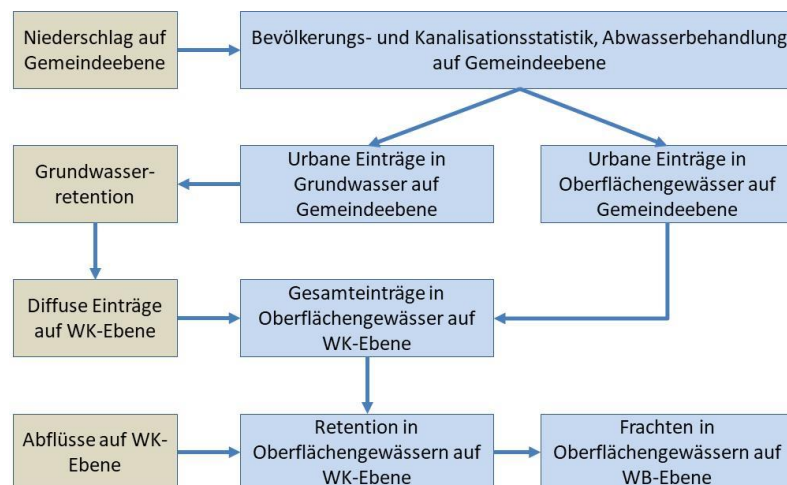 Niederschlag auf
Gemeindeebene
Bevölkerungs- und Kanalisationsstatistik, Abwasserbehandlung
auf Gemeindeebene
Grundwasser-
retention
Urbane Einträge in
Grundwasser auf
Gemeindeebene
Urbane Einträge in
Oberflächengewässer auf
Gemeindeebene
Diffuse Einträge
auf WK-Ebene
Gesamteinträge in
Oberflächengewässer auf
WK-Ebene
Abflüsse auf WK-
Ebene
Retention in
Oberflächengewässern auf
WK-Ebene
Frachten in
Oberflächengewässern auf
WB-Ebene